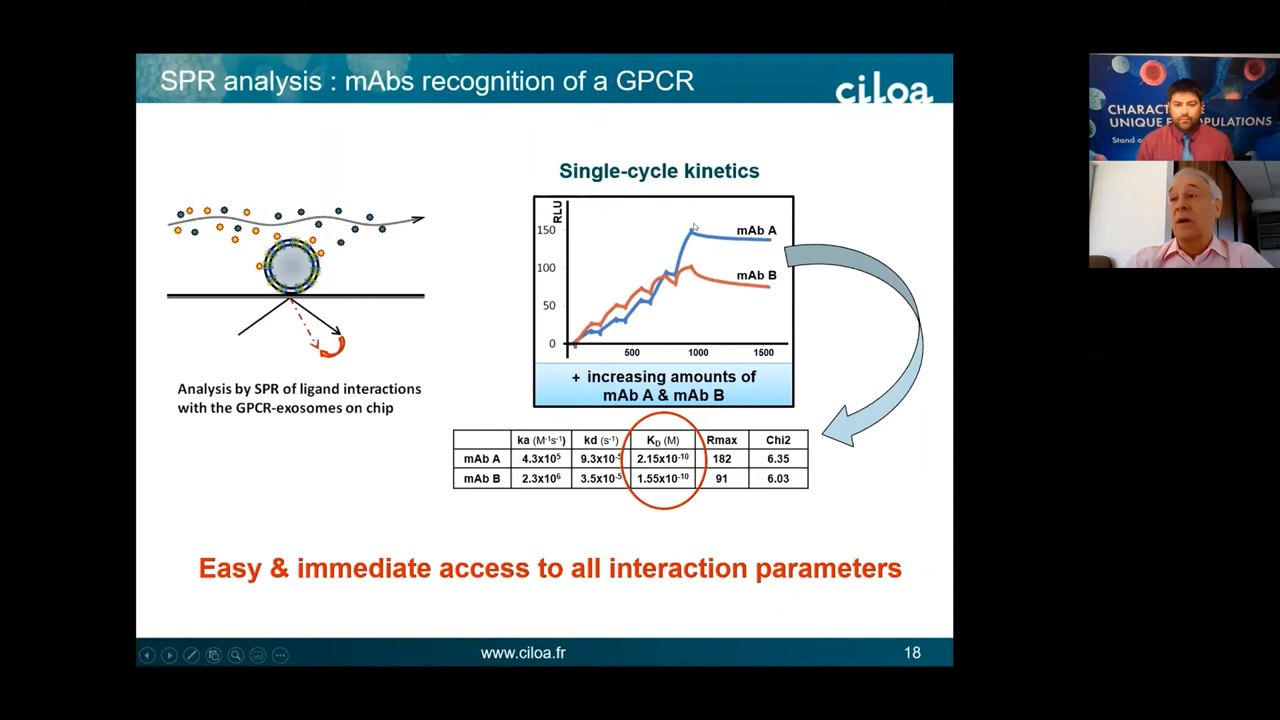 SPR analysis : mAbs recognition of a GPCR
ciloa
CHARACTE
UNIQUE E
OPULATIONS
Stand
Single-cycle kinetics
RLU
150
100
50
0
mAb A
mAb B
500 1000 1500
+ increasing amounts of
mAb A & mAb B
Analysis by SPR of ligand interactions
with the GPCR-exosomes on chip
ka (M-1s-1) kd (s-1) KD (M) Rmax Chi2
mAb A 4.3x10⁵ 9.3x10⁻⁵ 2.15x10⁻¹⁰ 182 6.35
mAb B 2.3x10⁶ 3.5x10⁻⁵ 1.55x10⁻¹⁰ 91 6.03
Easy & immediate access to all interaction parameters
www.ciloa.fr
18